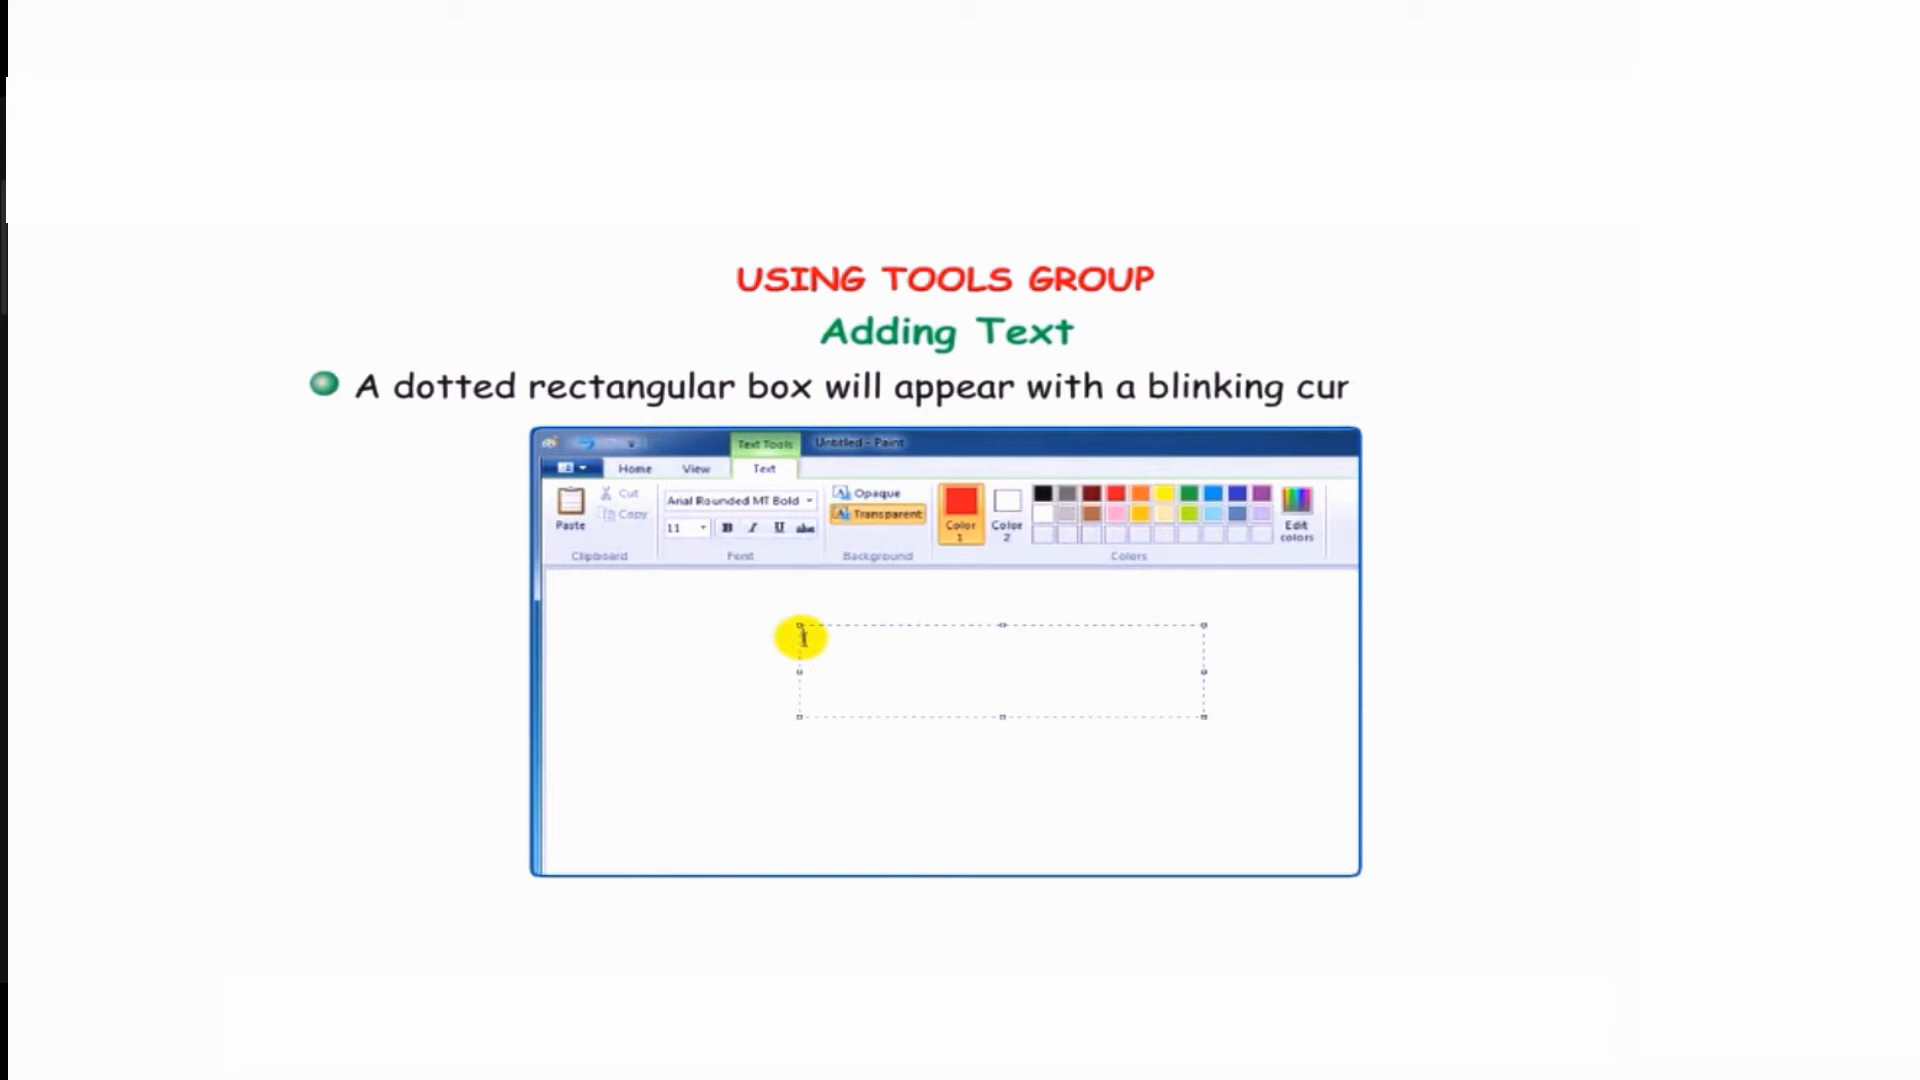 USING TOOLS GROUP
Adding Text
A dotted rectangular box will appear with a blinking cur
Text Tools Untitled - Paint
Home View Text
Paste Cut Copy Clipboard
Arial Rounded MT Bold
11 B I U abc
Font
Opaque
Transparent
Background
Color 1 Color 2
Edit colors
Colors